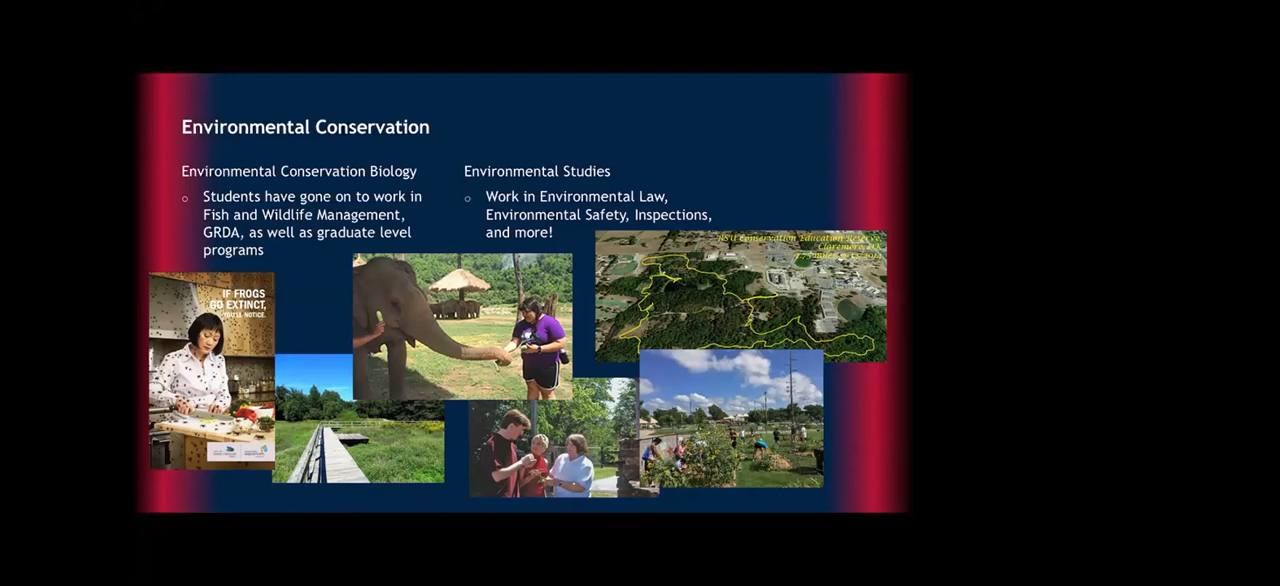 Environmental Conservation
Environmental Conservation Biology
Students have gone on to work in
Fish and Wildlife Management,
GRDA, as well as graduate level
programs
Environmental Studies
Work in Environmental Law,
Environmental Safety, Inspections,
and more!
RSU Conservation Education Reserve,
Claremore, OK
IF FROGS
GO EXTINCT,
YOU'LL NOTICE.